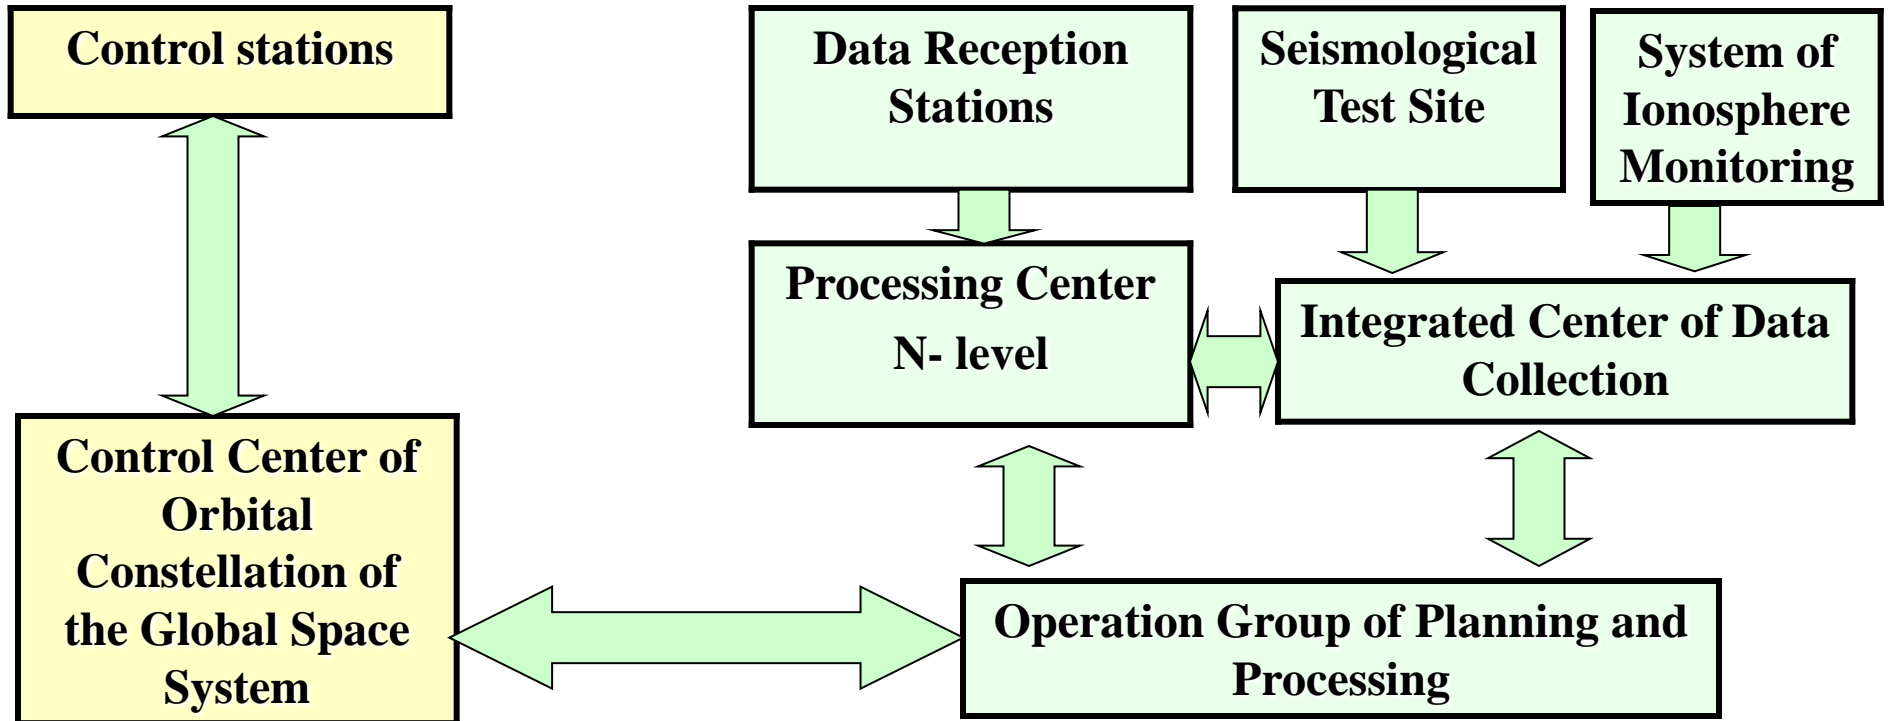 Control stations
Data Reception
Stations
Seismological
Test Site
System of
Ionosphere
Monitoring
Processing Center
N- level
Integrated Center of Data
Collection
Control Center of
Orbital
Constellation of
the Global Space
System
Operation Group of Planning and
Processing